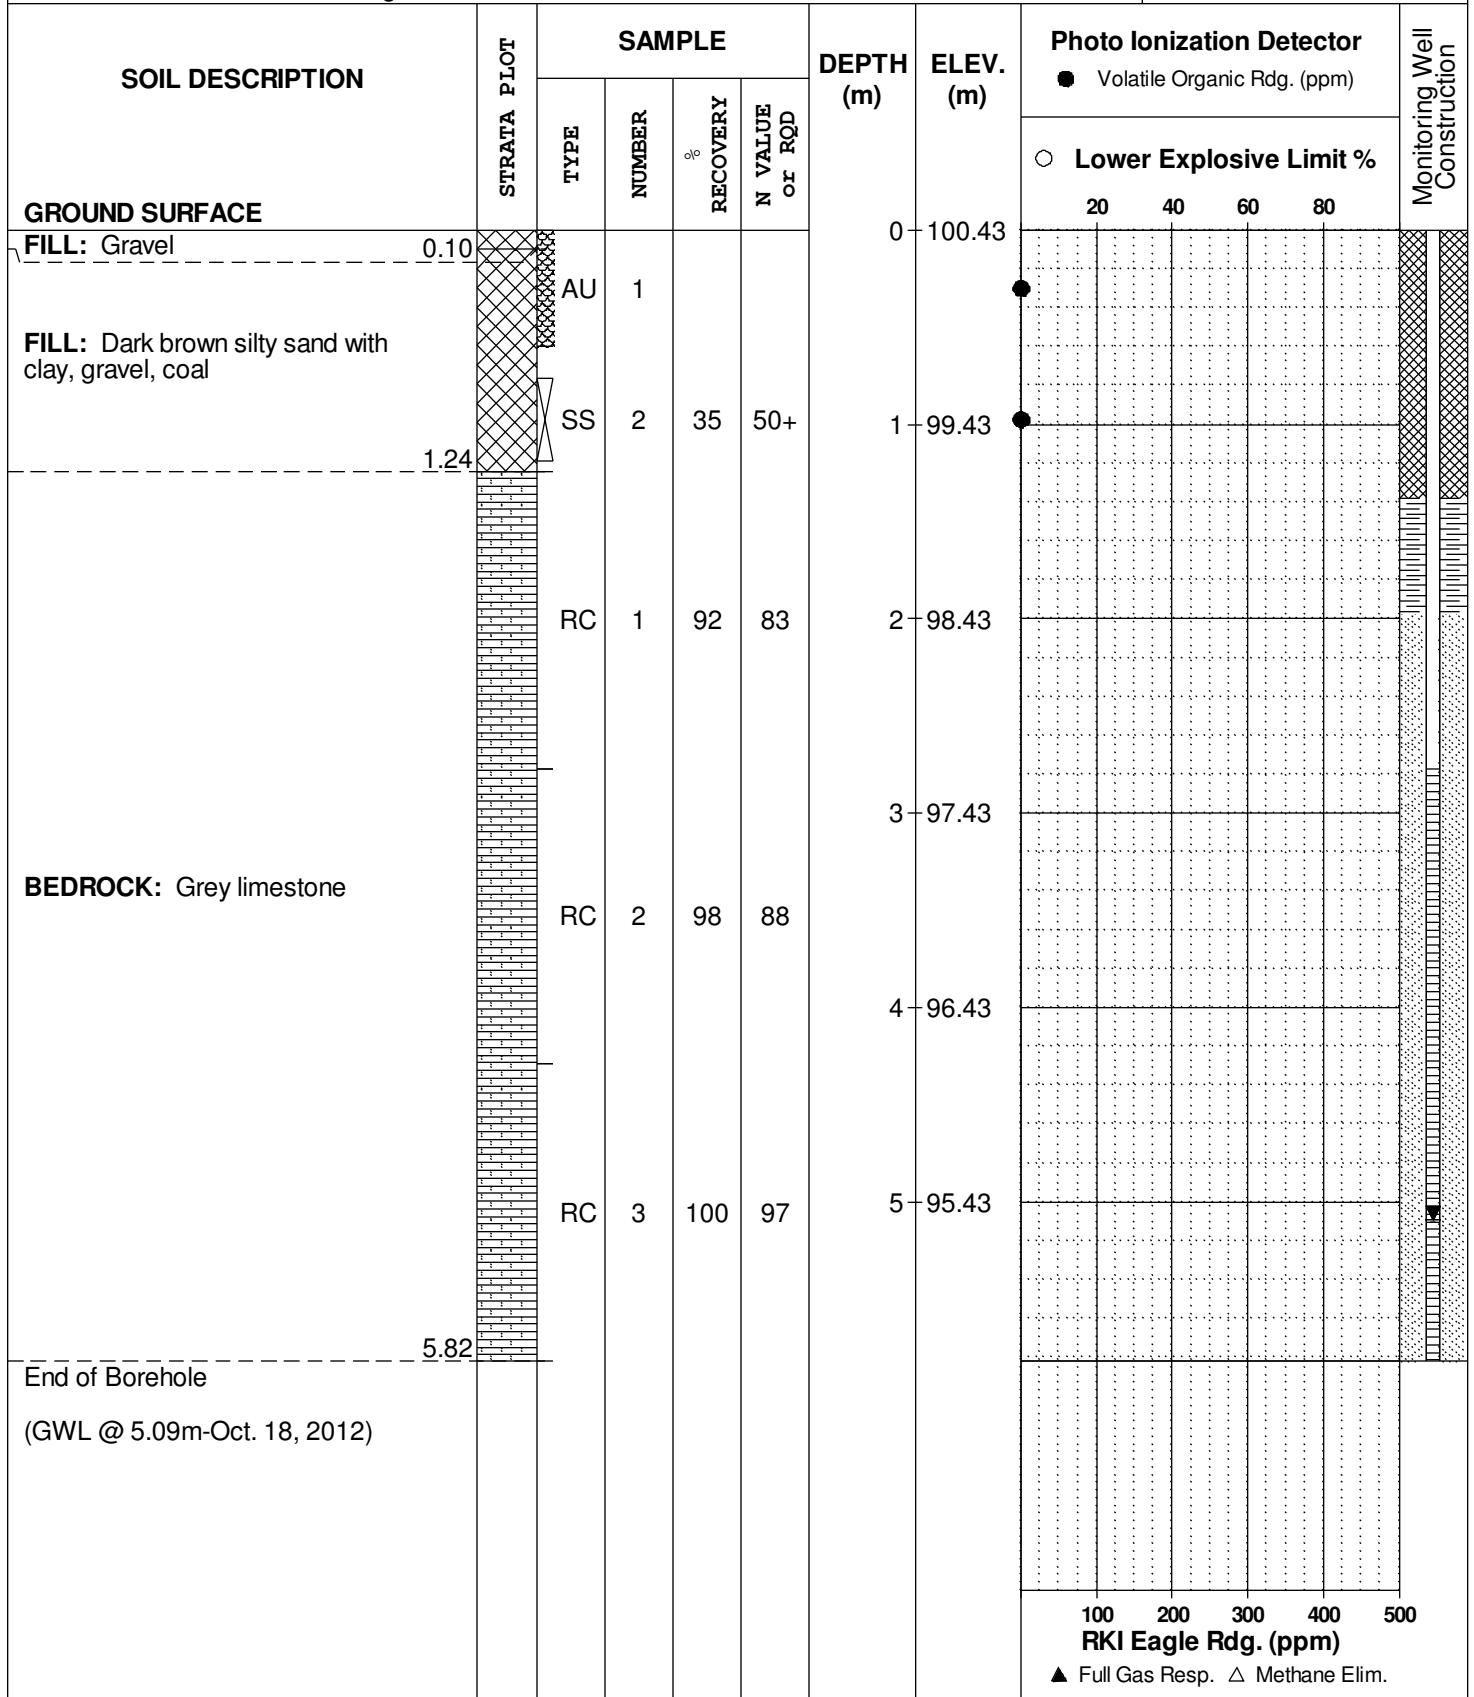 SOIL DESCRIPTION
GROUND SURFACE
STRATA PLOT
SAMPLE
TYPE
NUMBER
%
RECOVERY
N VALUE
or RQD
DEPTH
(m)
ELEV.
(m)
Photo Ionization Detector
● Volatile Organic Rdg. (ppm)
○ Lower Explosive Limit %
20 40 60 80
Monitoring Well
Construction
0 100.43
FILL: Gravel 0.10
AU 1
FILL: Dark brown silty sand with
clay, gravel, coal
SS 2 35 50+
1 99.43
1.24
RC 1 92 83
2 98.43
3 97.43
BEDROCK: Grey limestone
RC 2 98 88
4 96.43
RC 3 100 97
5 95.43
5.82
End of Borehole
(GWL @ 5.09m-Oct. 18, 2012)
100 200 300 400 500
RKI Eagle Rdg. (ppm)
▲ Full Gas Resp. △ Methane Elim.